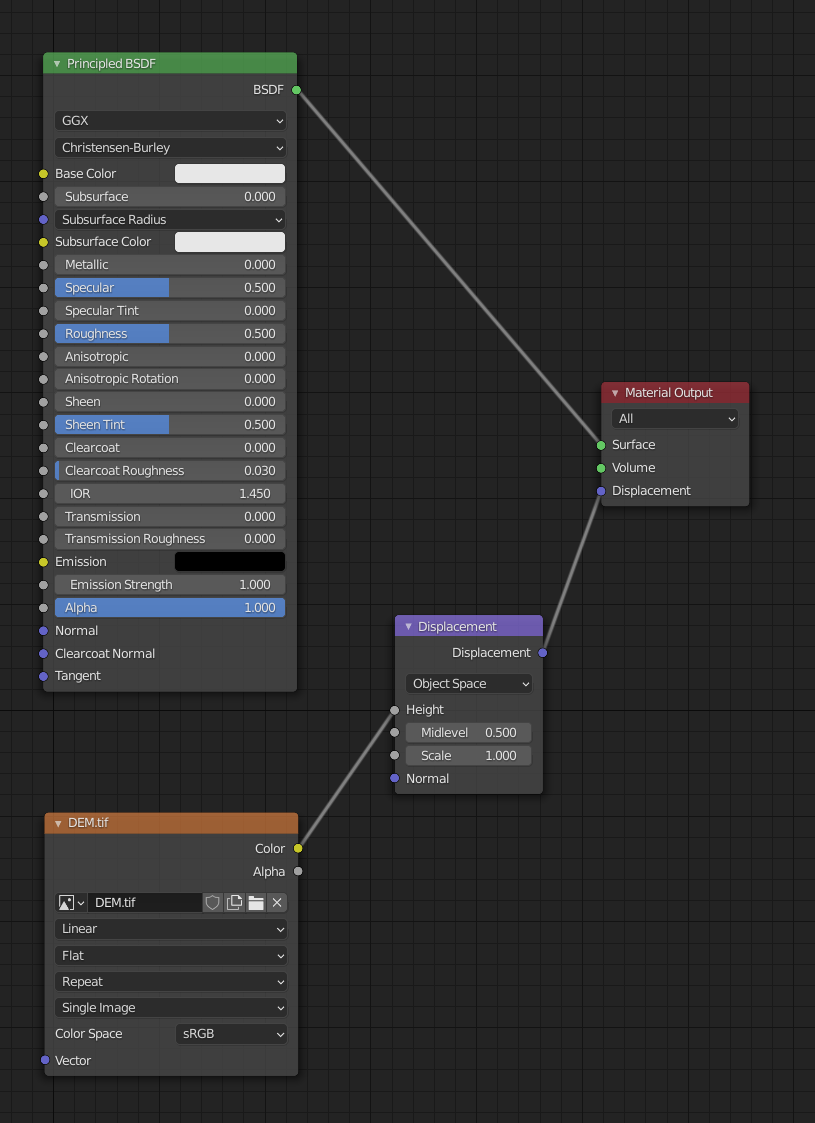 Principled BSDF
BSDF
GGX
Christensen-Burley
Base Color
Subsurface 0.000
Subsurface Radius
Subsurface Color
Metallic 0.000
Specular 0.500
Specular Tint 0.000
Roughness 0.500
Anisotropic 0.000
Anisotropic Rotation 0.000
Sheen 0.000
Sheen Tint 0.500
Clearcoat 0.000
Clearcoat Roughness 0.030
IOR 1.450
Transmission 0.000
Transmission Roughness 0.000
Emission
Emission Strength 1.000
Alpha 1.000
Normal
Clearcoat Normal
Tangent
Material Output
All
Surface
Volume
Displacement
Displacement
Displacement
Object Space
Height
Midlevel 0.500
Scale 1.000
Normal
DEM.tif
Color
Alpha
DEM.tif
Linear
Flat
Repeat
Single Image
Color Space sRGB
Vector